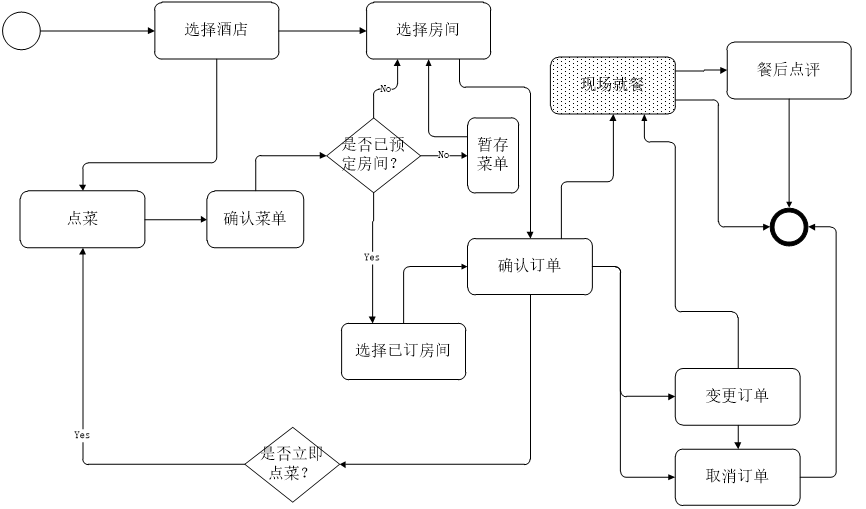 选择酒店
选择房间
现场就餐
餐后点评
No
是否已预
定房间?
No
暂存
菜单
点菜
确认菜单
Yes
确认订单
选择已订房间
变更订单
Yes
是否立即
点菜?
取消订单